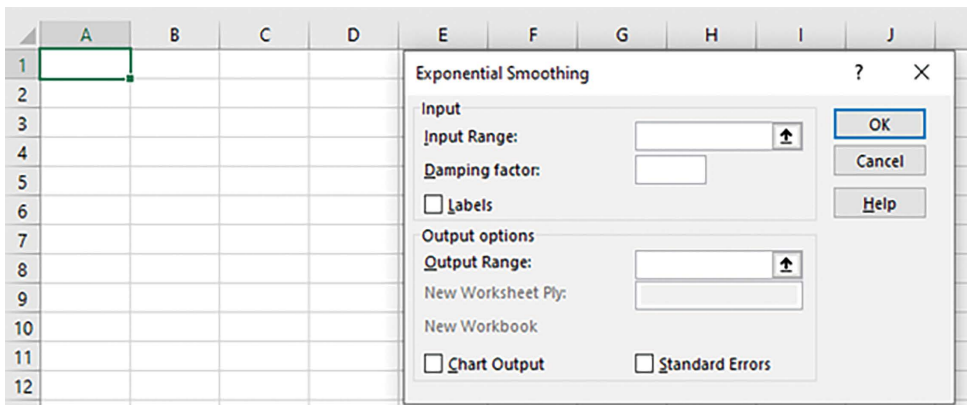 A B C D E F G H I J
1
2
3
4
5
6
7
8
9
10
11
12
Exponential Smoothing ? X
Input
Input Range:
Damping factor:
Labels
Output options
Output Range:
New Worksheet Ply:
New Workbook
Chart Output Standard Errors
OK
Cancel
Help